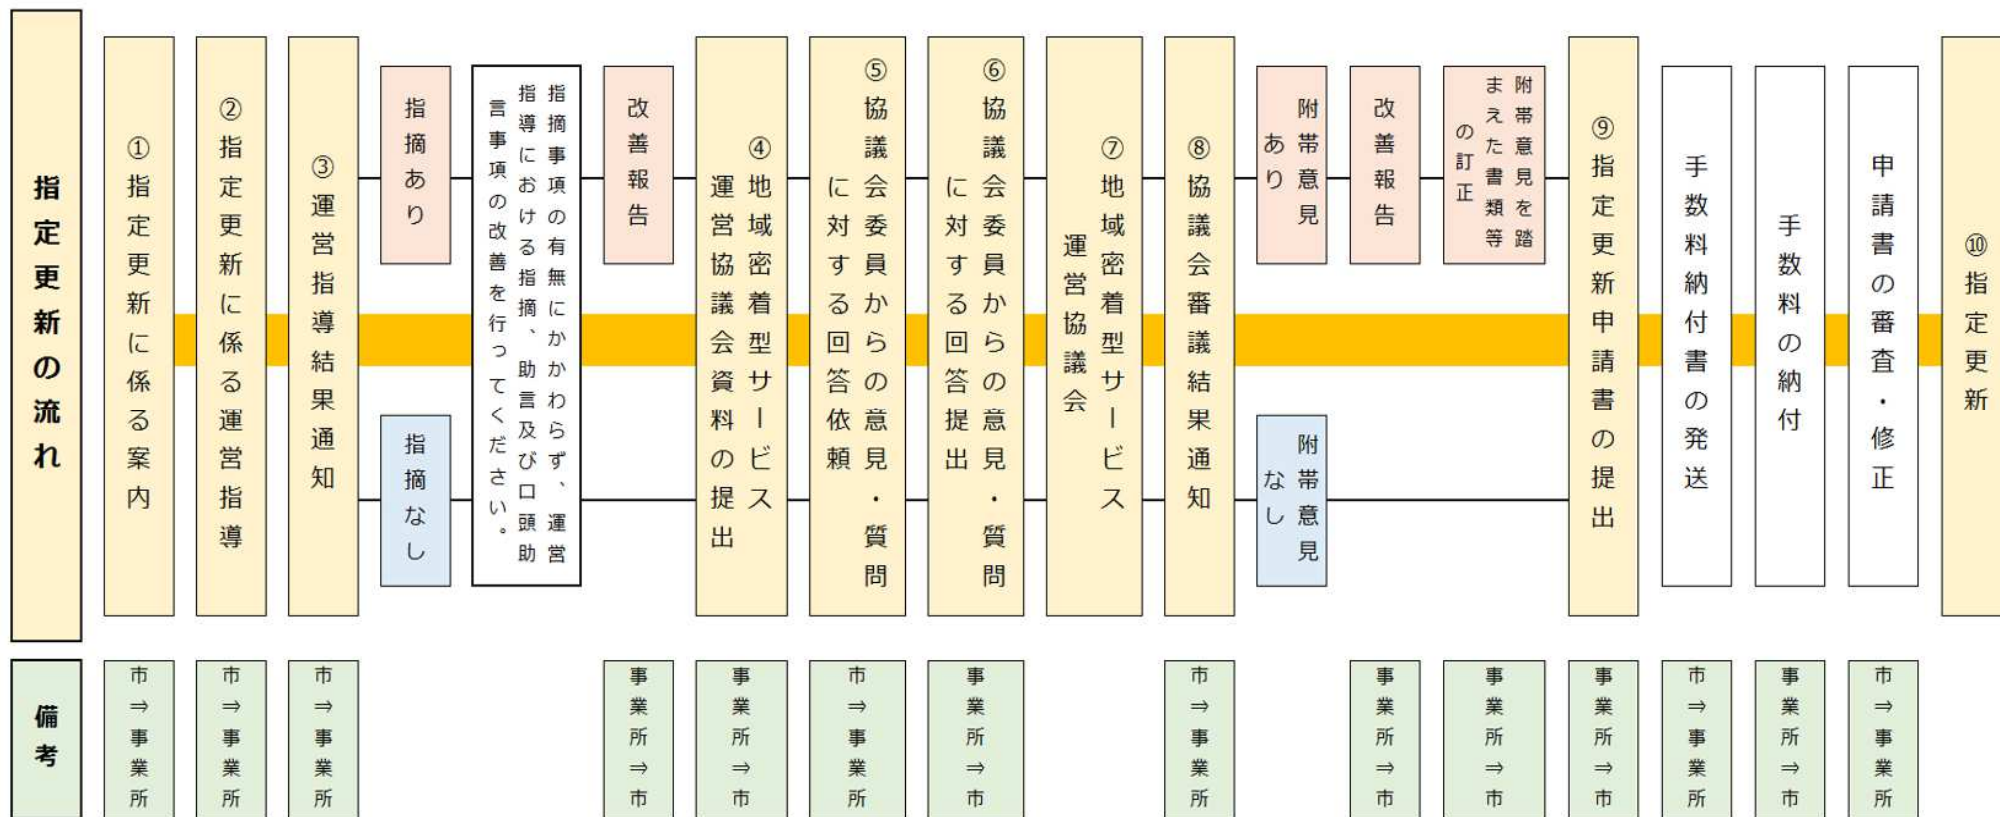 指定更新の流れ
①指定更新に係る案内
②指定更新に係る運営指導
③運営指導結果通知
指摘あり
指摘なし
指摘事項の有無にかかわらず、運営
指導における指摘、助言及び口頭助
言事項の改善を行ってください。
改善報告
④地域密着型サービス
運営協議会資料の提出
⑤協議会委員からの意見・質問
に対する回答依頼
⑥協議会委員からの意見・質問
に対する回答提出
⑦地域密着型サービス
運営協議会
⑧協議会審議結果通知
附帯意見
あり
附帯意見
なし
改善報告
附帯意見を踏
まえた書類等
の訂正
⑨指定更新申請書の提出
手数料納付書の発送
手数料の納付
申請書の審査・修正
⑩指定更新
備考
市⇒事業所
市⇒事業所
市⇒事業所
事業所⇒市
事業所⇒市
市⇒事業所
事業所⇒市
市⇒事業所
事業所⇒市
事業所⇒市
事業所⇒市
市⇒事業所
事業所⇒市
市⇒事業所